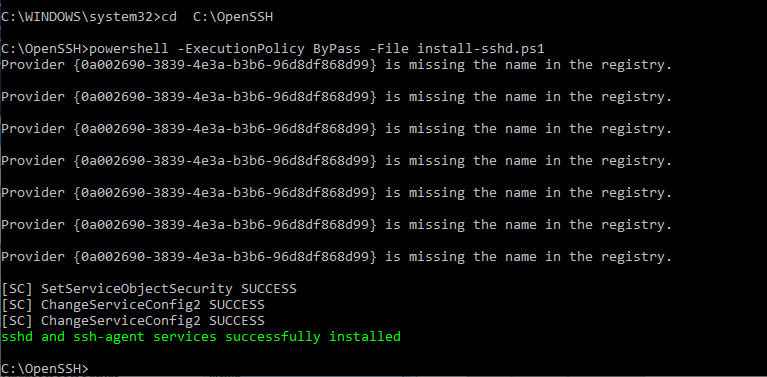 C:\WINDOWS\system32>cd  C:\OpenSSH
C:\OpenSSH>powershell -ExecutionPolicy ByPass -File install-sshd.ps1
Provider {0a002690-3839-4e3a-b3b6-96d8df868d99} is missing the name in the registry.
Provider {0a002690-3839-4e3a-b3b6-96d8df868d99} is missing the name in the registry.
Provider {0a002690-3839-4e3a-b3b6-96d8df868d99} is missing the name in the registry.
Provider {0a002690-3839-4e3a-b3b6-96d8df868d99} is missing the name in the registry.
Provider {0a002690-3839-4e3a-b3b6-96d8df868d99} is missing the name in the registry.
Provider {0a002690-3839-4e3a-b3b6-96d8df868d99} is missing the name in the registry.
Provider {0a002690-3839-4e3a-b3b6-96d8df868d99} is missing the name in the registry.
[SC] SetServiceObjectSecurity SUCCESS
[SC] ChangeServiceConfig2 SUCCESS
[SC] ChangeServiceConfig2 SUCCESS
sshd and ssh-agent services successfully installed
C:\OpenSSH>